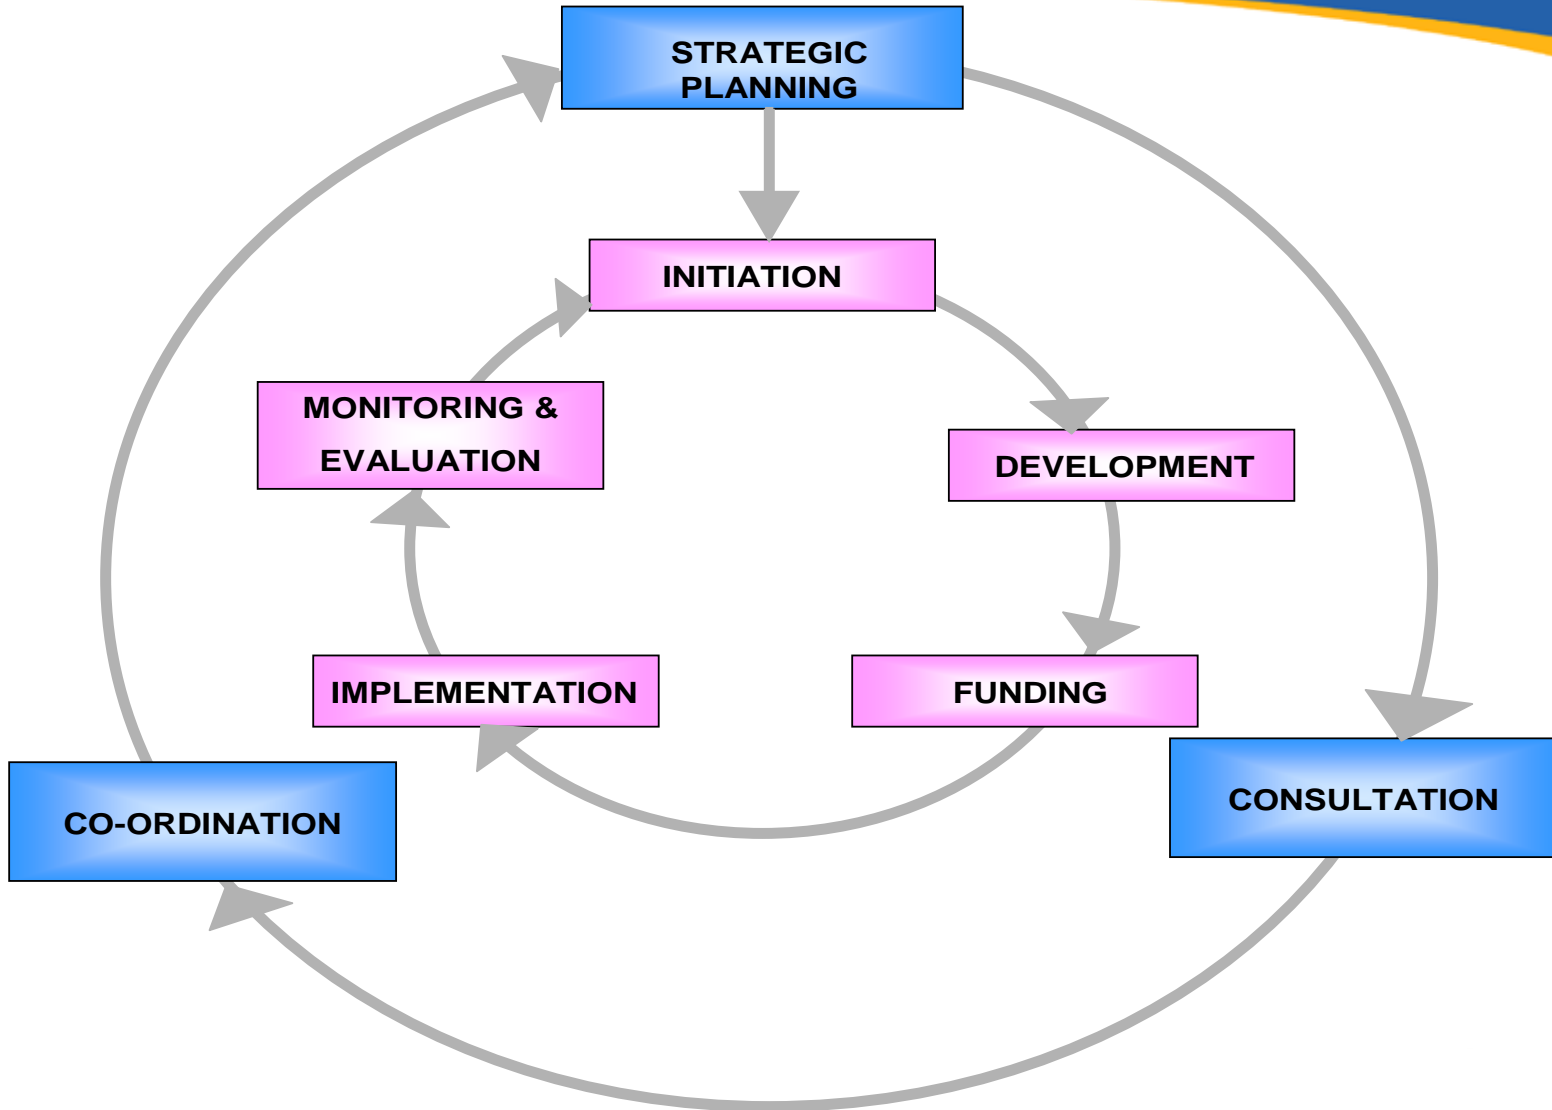 STRATEGIC
PLANNING
INITIATION
MONITORING &
EVALUATION
DEVELOPMENT
IMPLEMENTATION
FUNDING
CO-ORDINATION
CONSULTATION